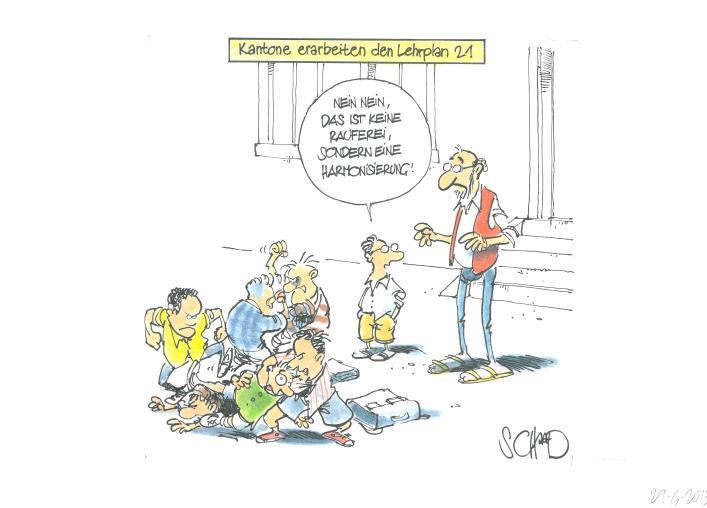 Kantone erarbeiten den Lehrplan 21
NEIN NEIN,
DAS IST KEINE
RAUFEREI,
SONDERN EINE
HARMONISIERUNG!
SCHAAD